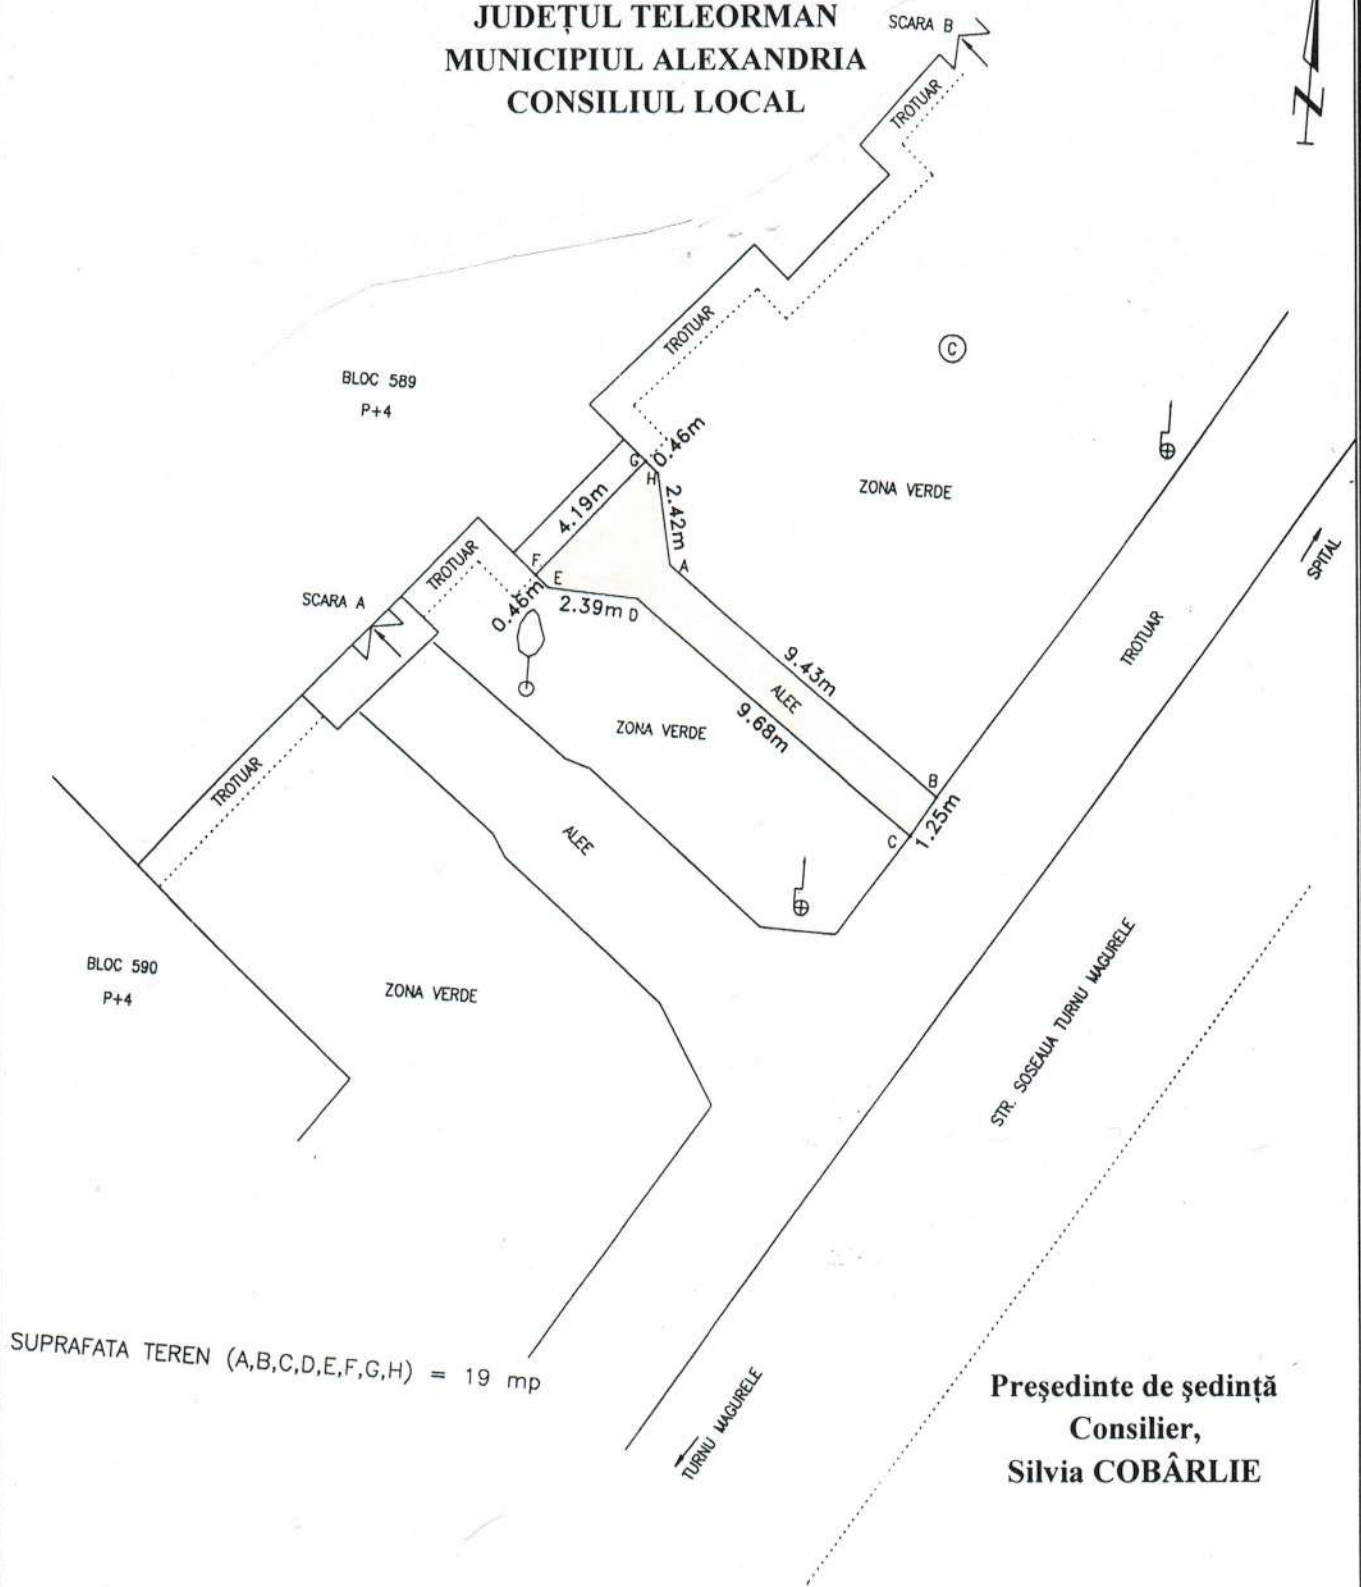 JUDEȚUL TELEORMAN
MUNICIPIUL ALEXANDRIA
CONSILIUL LOCAL
SCARA B
N
TROTUAR
TROTUAR
BLOC 589
P+4
C
ZONA VERDE
0.46m
G
H
4.19m
2.42m
A
F
E
0.46m
2.39m
D
TROTUAR
SCARA A
SPITAL
TROTUAR
9.43m
ALEE
9.68m
ZONA VERDE
B
1.25m
C
TROTUAR
ALEE
BLOC 590
P+4
ZONA VERDE
STR. SOSEAUA TURNU MAGURELE
SUPRAFATA TEREN (A,B,C,D,E,F,G,H) = 19 mp
TURNU MAGURELE
Președinte de ședință
Consilier,
Silvia COBÂRLIE